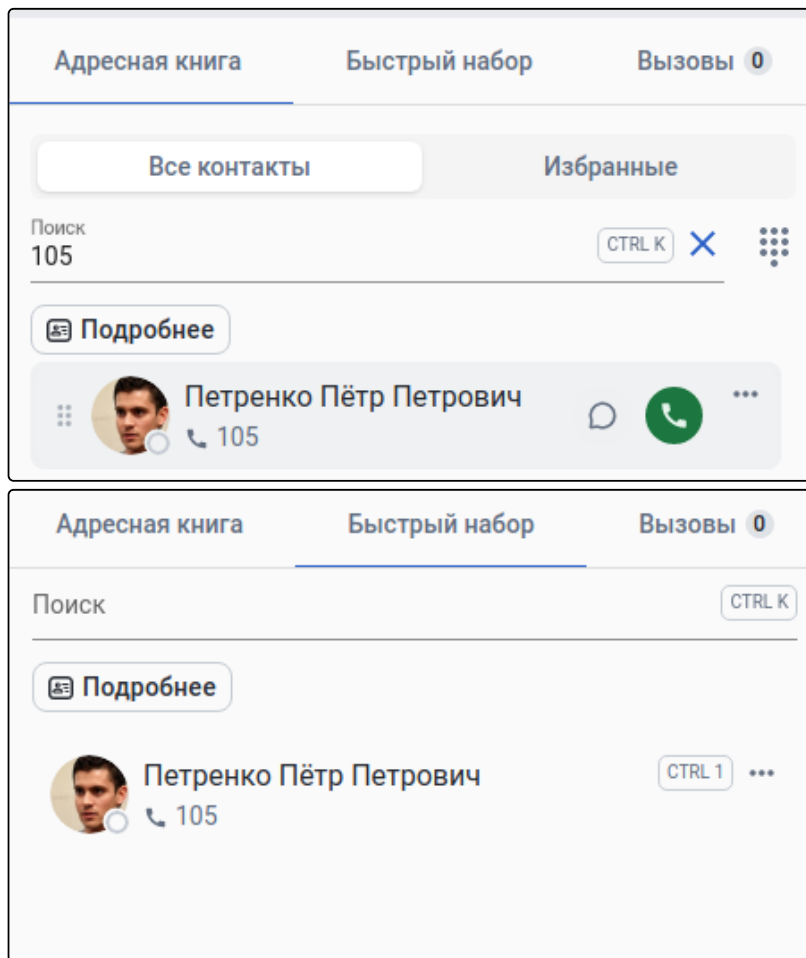 Адресная книга Быстрый набор Вызовы 0
Все контакты Избранные
Поиск
105 CTRL K
Подробнее
Петренко Пётр Петрович
105
Адресная книга Быстрый набор Вызовы 0
Поиск CTRL K
Подробнее
Петренко Пётр Петрович CTRL 1
105